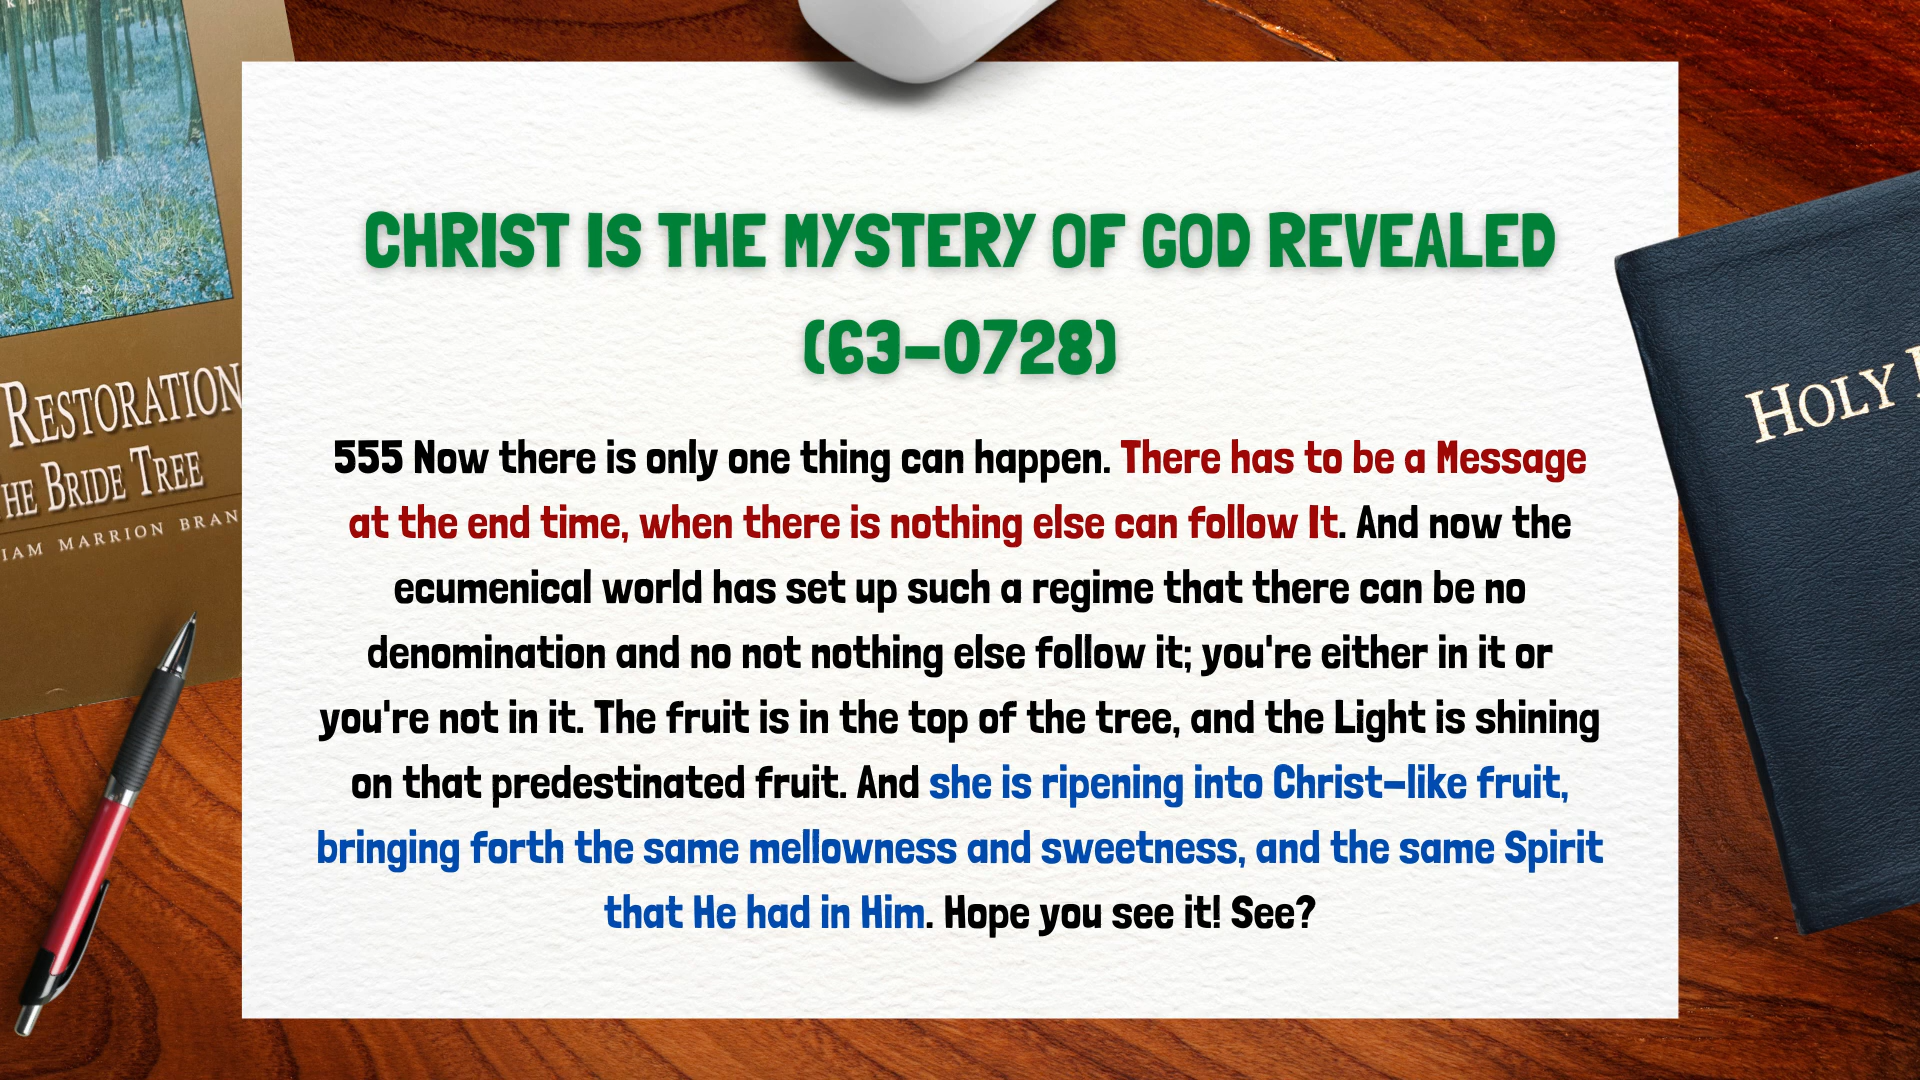 CHRIST IS THE MYSTERY OF GOD REVEALED
(63-0728)
555 Now there is only one thing can happen. There has to be a Message
at the end time, when there is nothing else can follow It. And now the
ecumenical world has set up such a regime that there can be no
denomination and no not nothing else follow it; you're either in it or
you're not in it. The fruit is in the top of the tree, and the Light is shining
on that predestinated fruit. And she is ripening into Christ-like fruit,
bringing forth the same mellowness and sweetness, and the same Spirit
that He had in Him. Hope you see it! See?
RESTORATION
BRIDE TREE
MARRION
HOLY